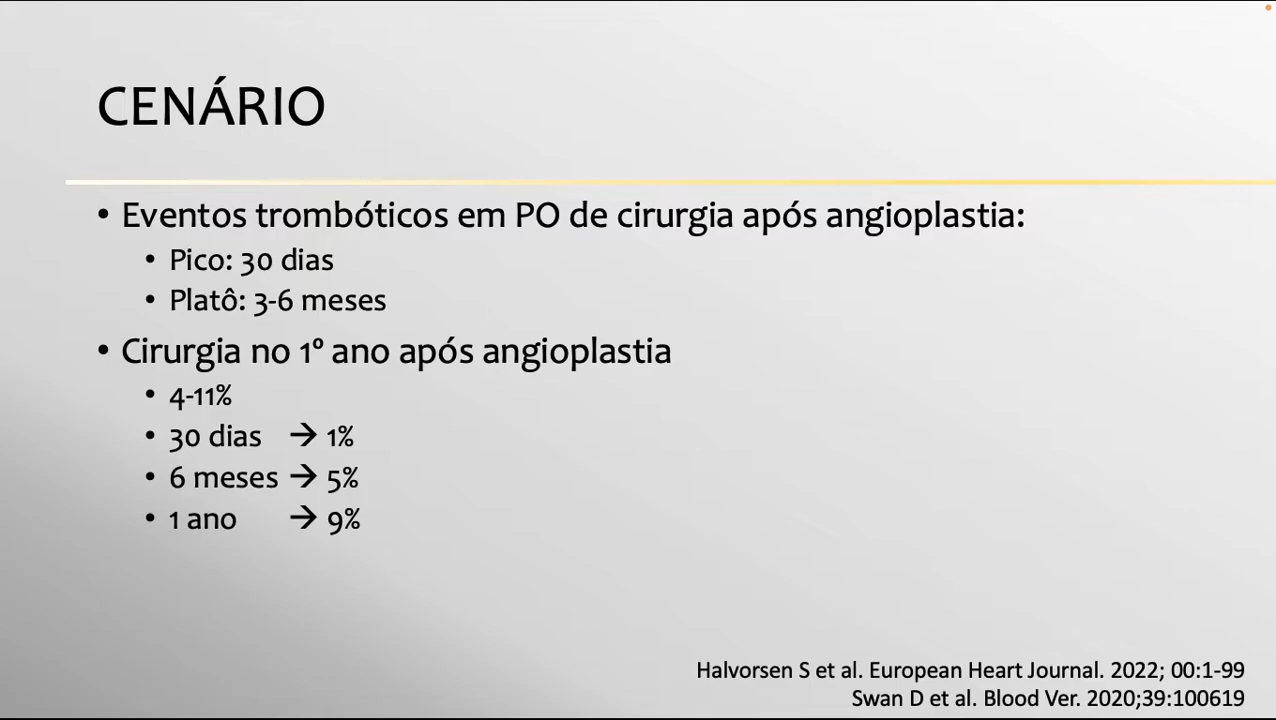 CENÁRIO
• Eventos trombóticos em PO de cirurgia após angioplastia:
• Pico: 30 dias
• Platô: 3-6 meses
• Cirurgia no 1º ano após angioplastia
• 4-11%
• 30 dias → 1%
• 6 meses → 5%
• 1 ano → 9%
Halvorsen S et al. European Heart Journal. 2022; 00:1-99
Swan D et al. Blood Ver. 2020;39:100619